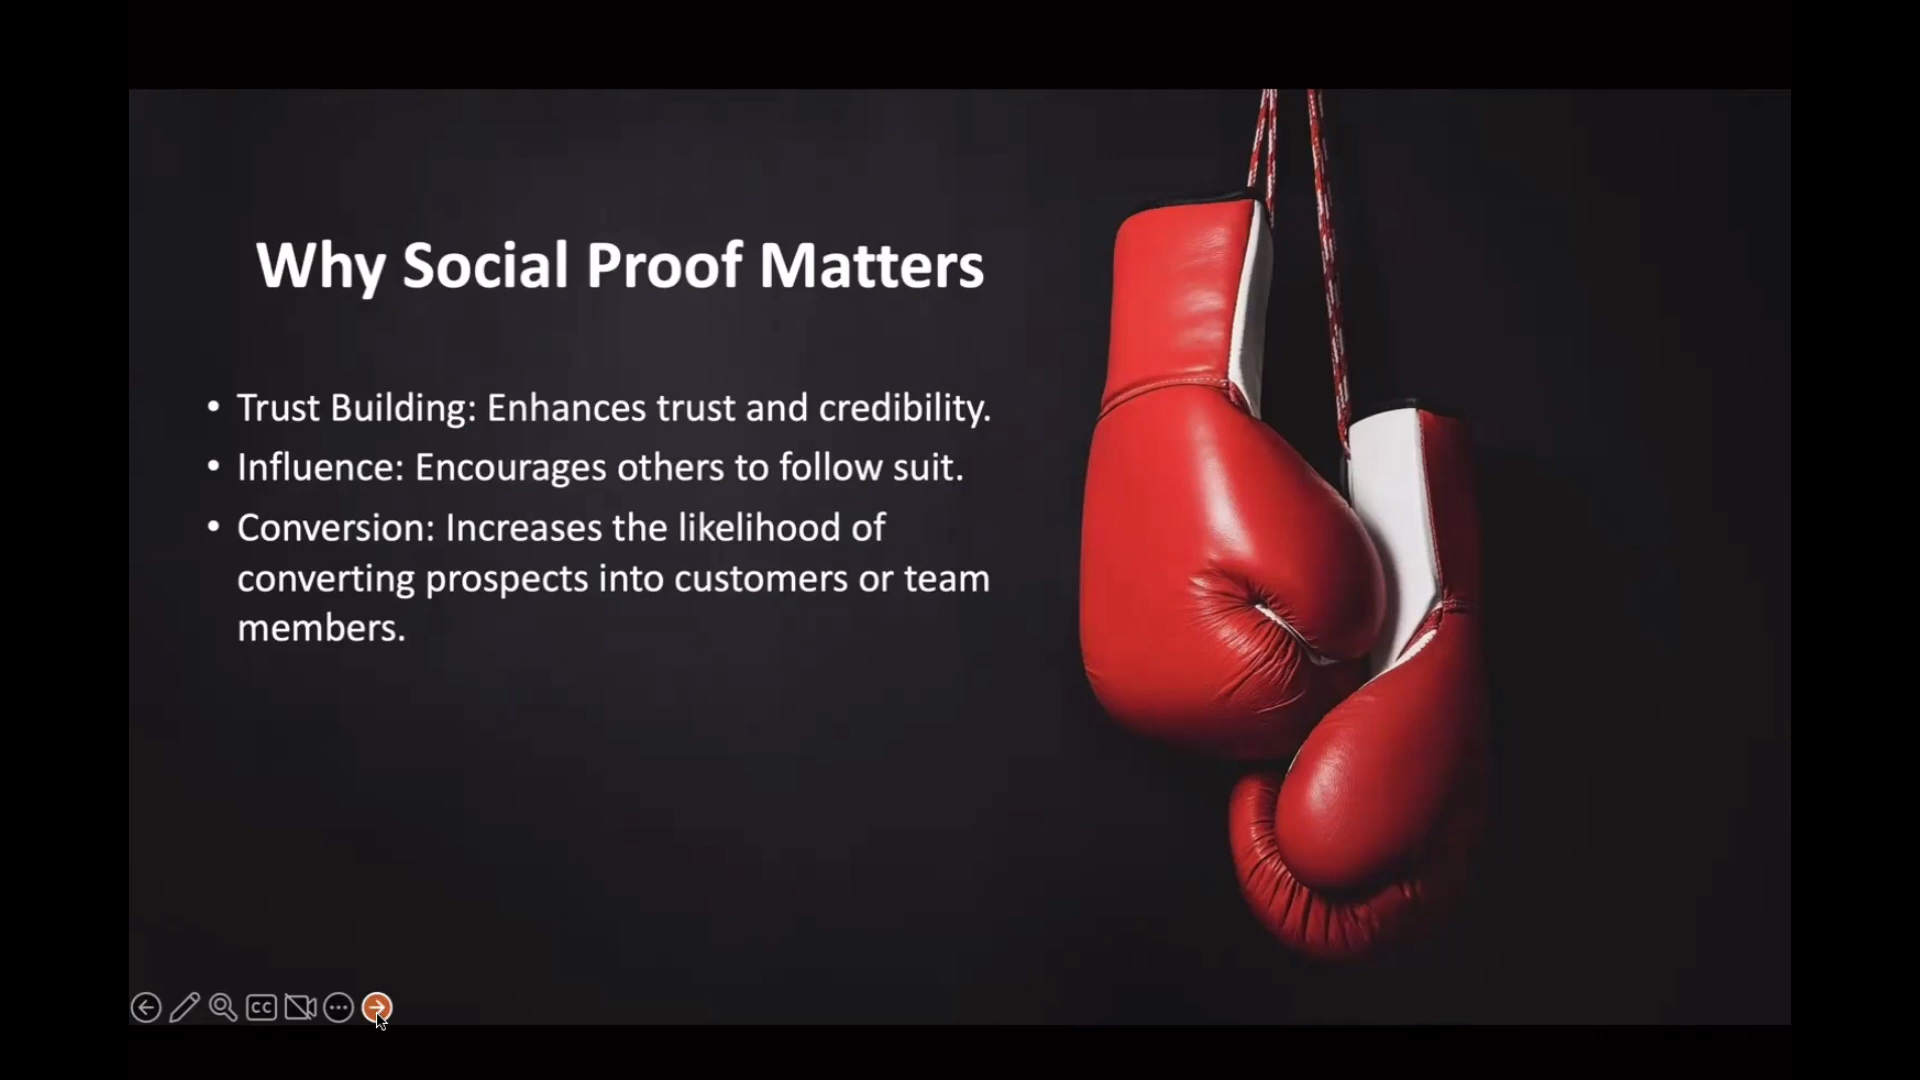 Why Social Proof Matters
• Trust Building: Enhances trust and credibility.
• Influence: Encourages others to follow suit.
• Conversion: Increases the likelihood of
converting prospects into customers or team
members.
CC